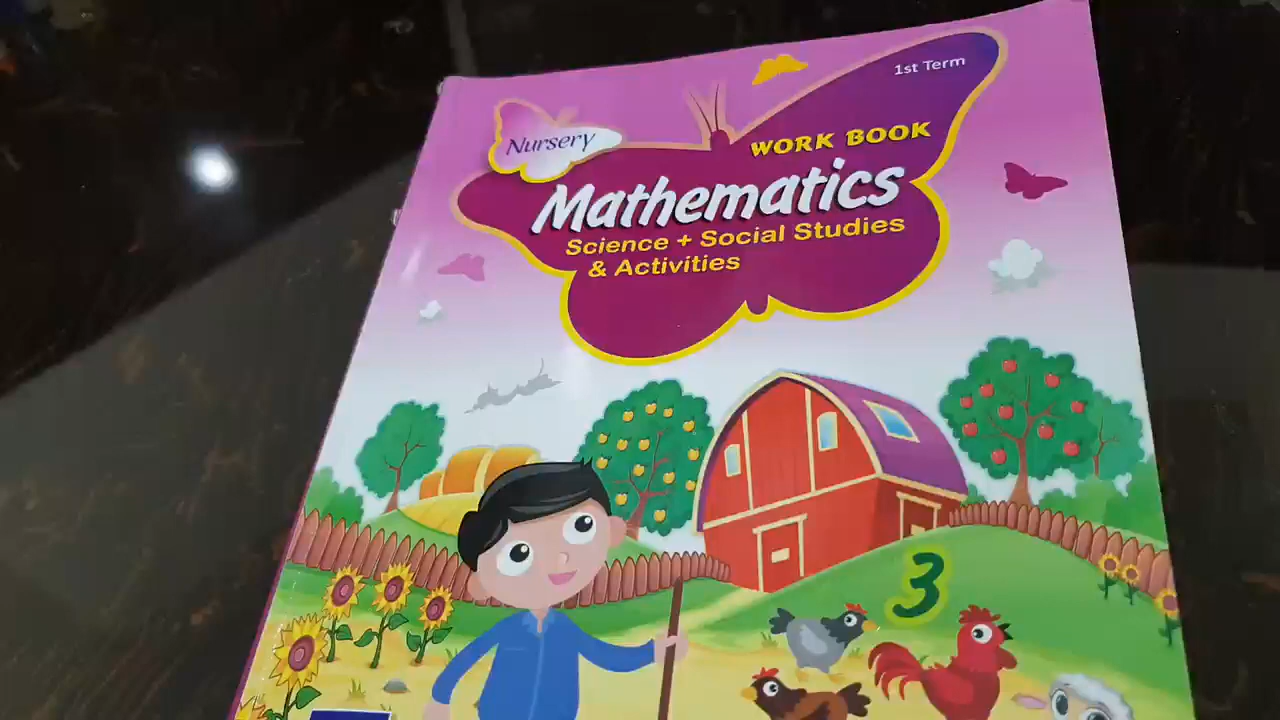 1st Term
Nursery
WORK BOOK
Mathematics
Science + Social Studies
& Activities
3